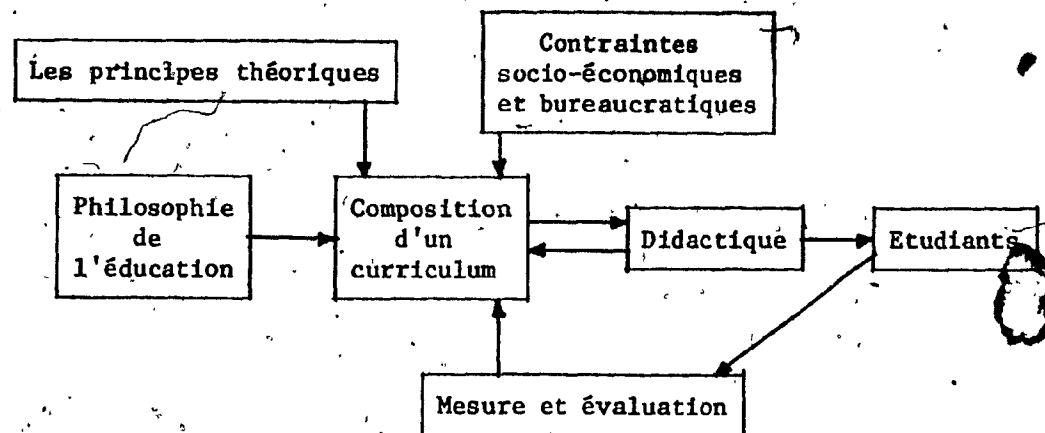 Les principes théoriques
Contraintes
socio-économiques
et bureaucratiques
Philosophie
de
l'éducation
Composition
d'un
curriculum
Didactique
Etudiants
Mesure et évaluation